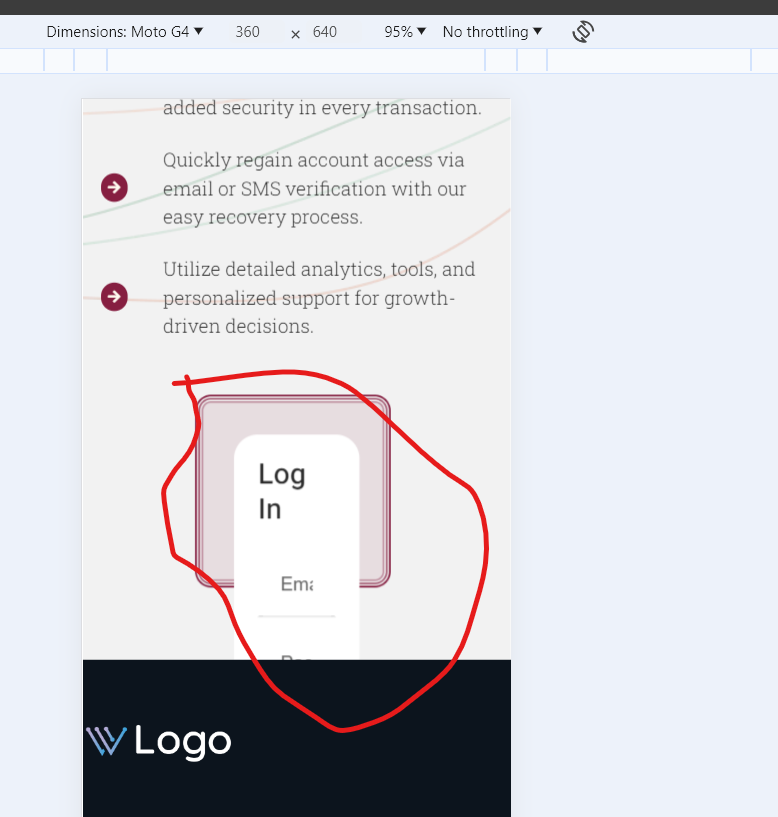 Dimensions: Moto G4 ▼ 360 × 640 95% ▼ No throttling ▼
added security in every transaction.
Quickly regain account access via
email or SMS verification with our
easy recovery process.
Utilize detailed analytics, tools, and
personalized support for growth-
driven decisions.
Log
In
Ema
Logo